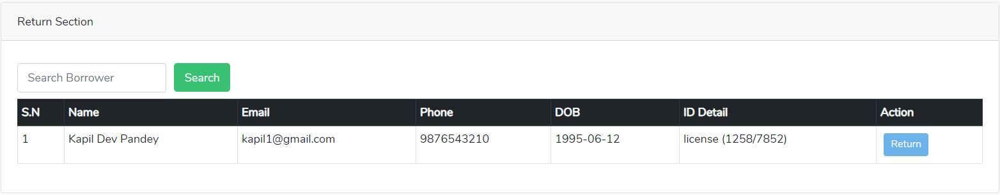 Return Section
Search Borrower Search
S.N Name Email Phone DOB ID Detail Action
1 Kapil Dev Pandey kapil1@gmail.com 9876543210 1995-06-12 license (1258/7852) Return